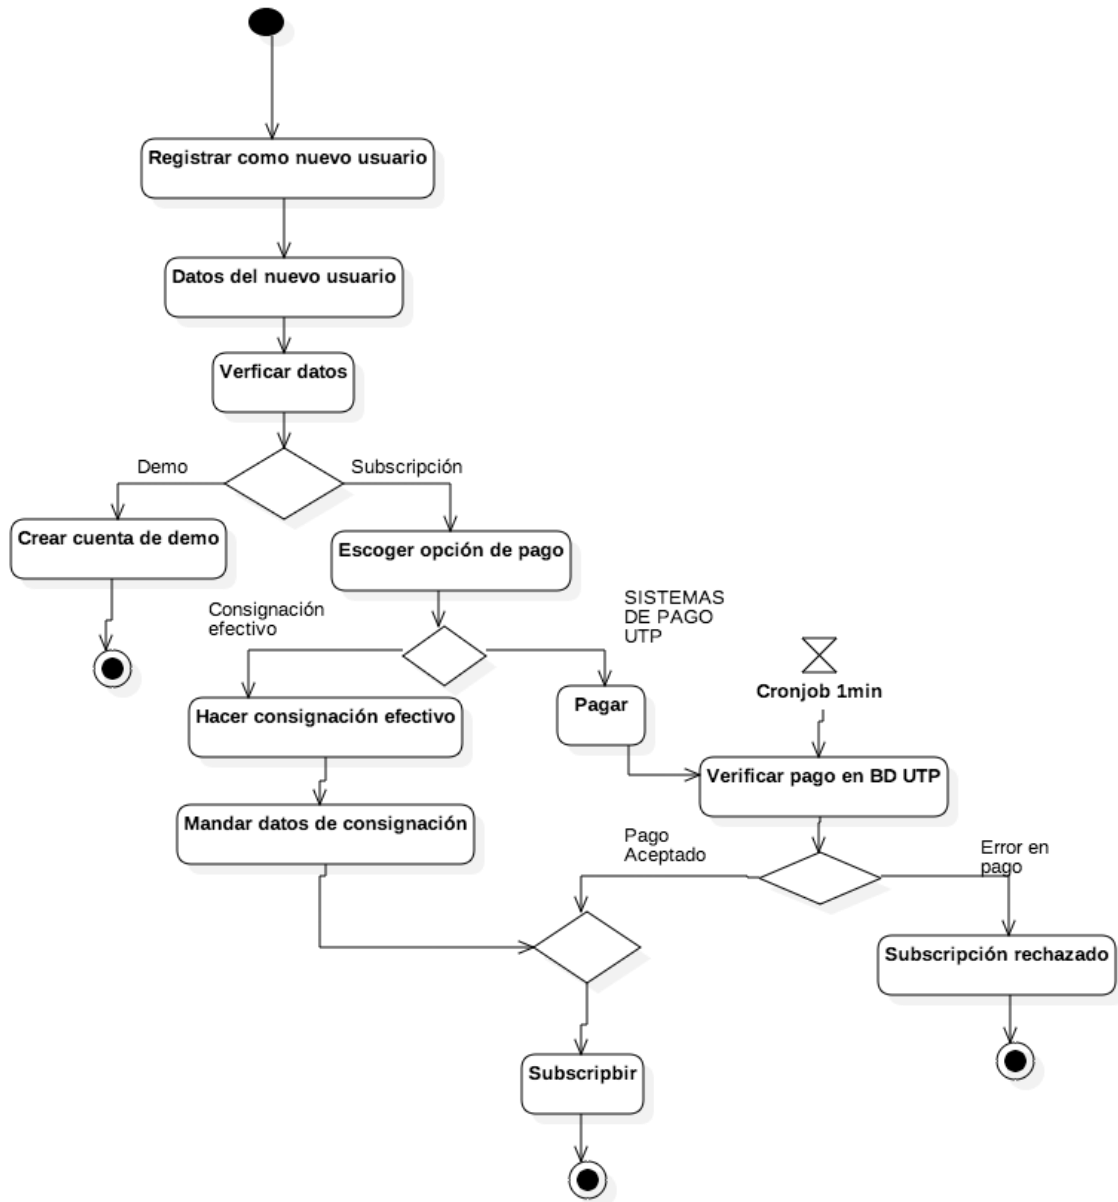 Registrar como nuevo usuario
Datos del nuevo usuario
Verficar datos
Demo
Subscripción
Crear cuenta de demo
Escoger opción de pago
Consignación
efectivo
SISTEMAS
DE PAGO
UTP
Cronjob 1min
Hacer consignación efectivo
Pagar
Verificar pago en BD UTP
Mandar datos de consignación
Pago
Aceptado
Error en
pago
Subscripción rechazado
Subscripbir